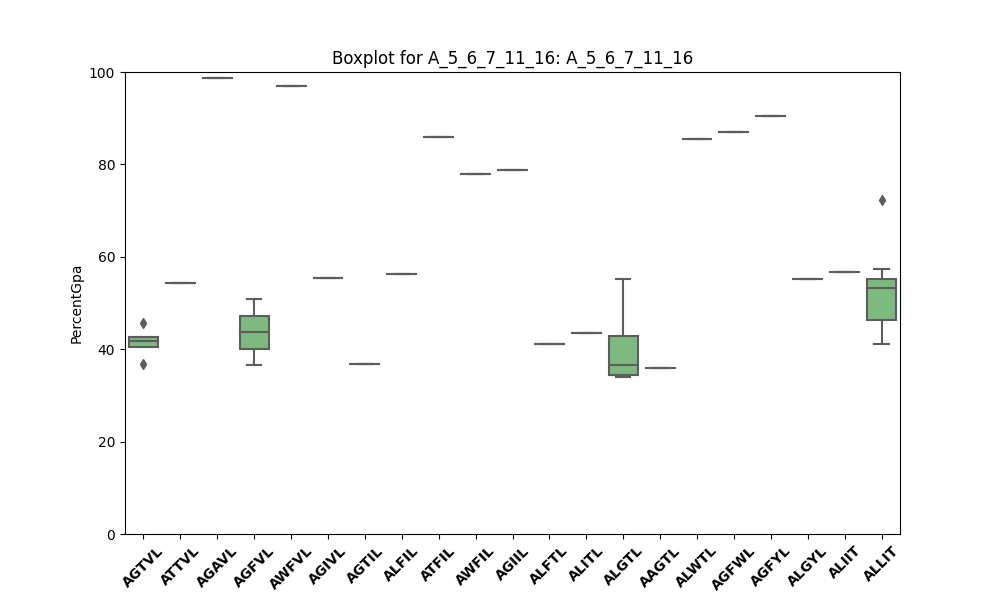 Boxplot for A_5_6_7_11_16: A_5_6_7_11_16
100
80
60
40
20
0
PercentGpa
AGTVL ATTVL AGAVL AGFVL AWFVL AGIVL AGTIL ALFIL ATFIL AWFIL AGIIL ALFTL ALITL ALGTL AAGTL ALWTL AGFWL AGFYL ALGYL ALIIT ALLIT